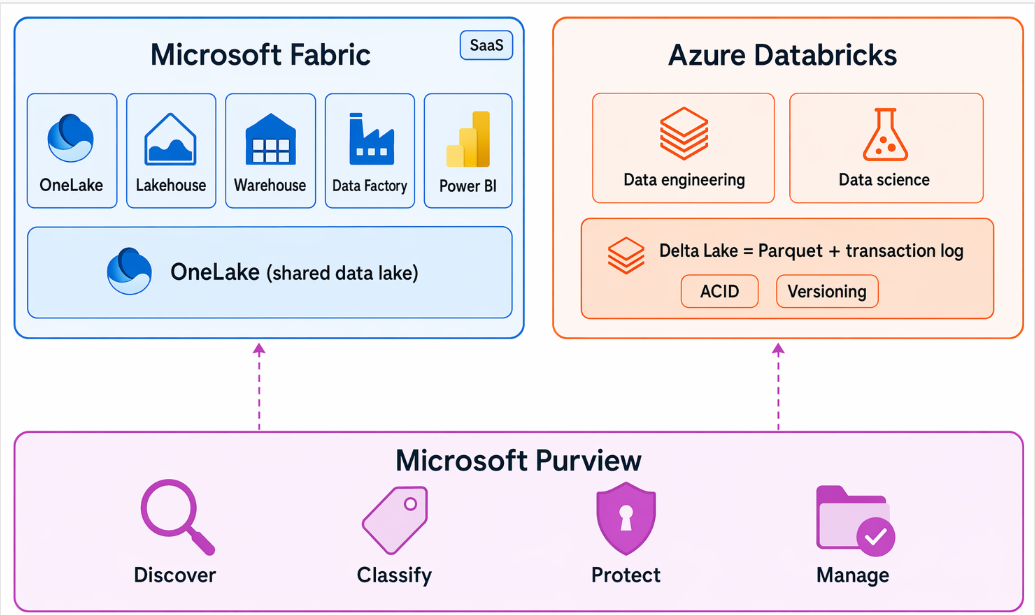 Microsoft Fabric
SaaS
OneLake
Lakehouse
Warehouse
Data Factory
Power BI
OneLake (shared data lake)
Azure Databricks
Data engineering
Data science
Delta Lake = Parquet + transaction log
ACID
Versioning
Microsoft Purview
Discover
Classify
Protect
Manage